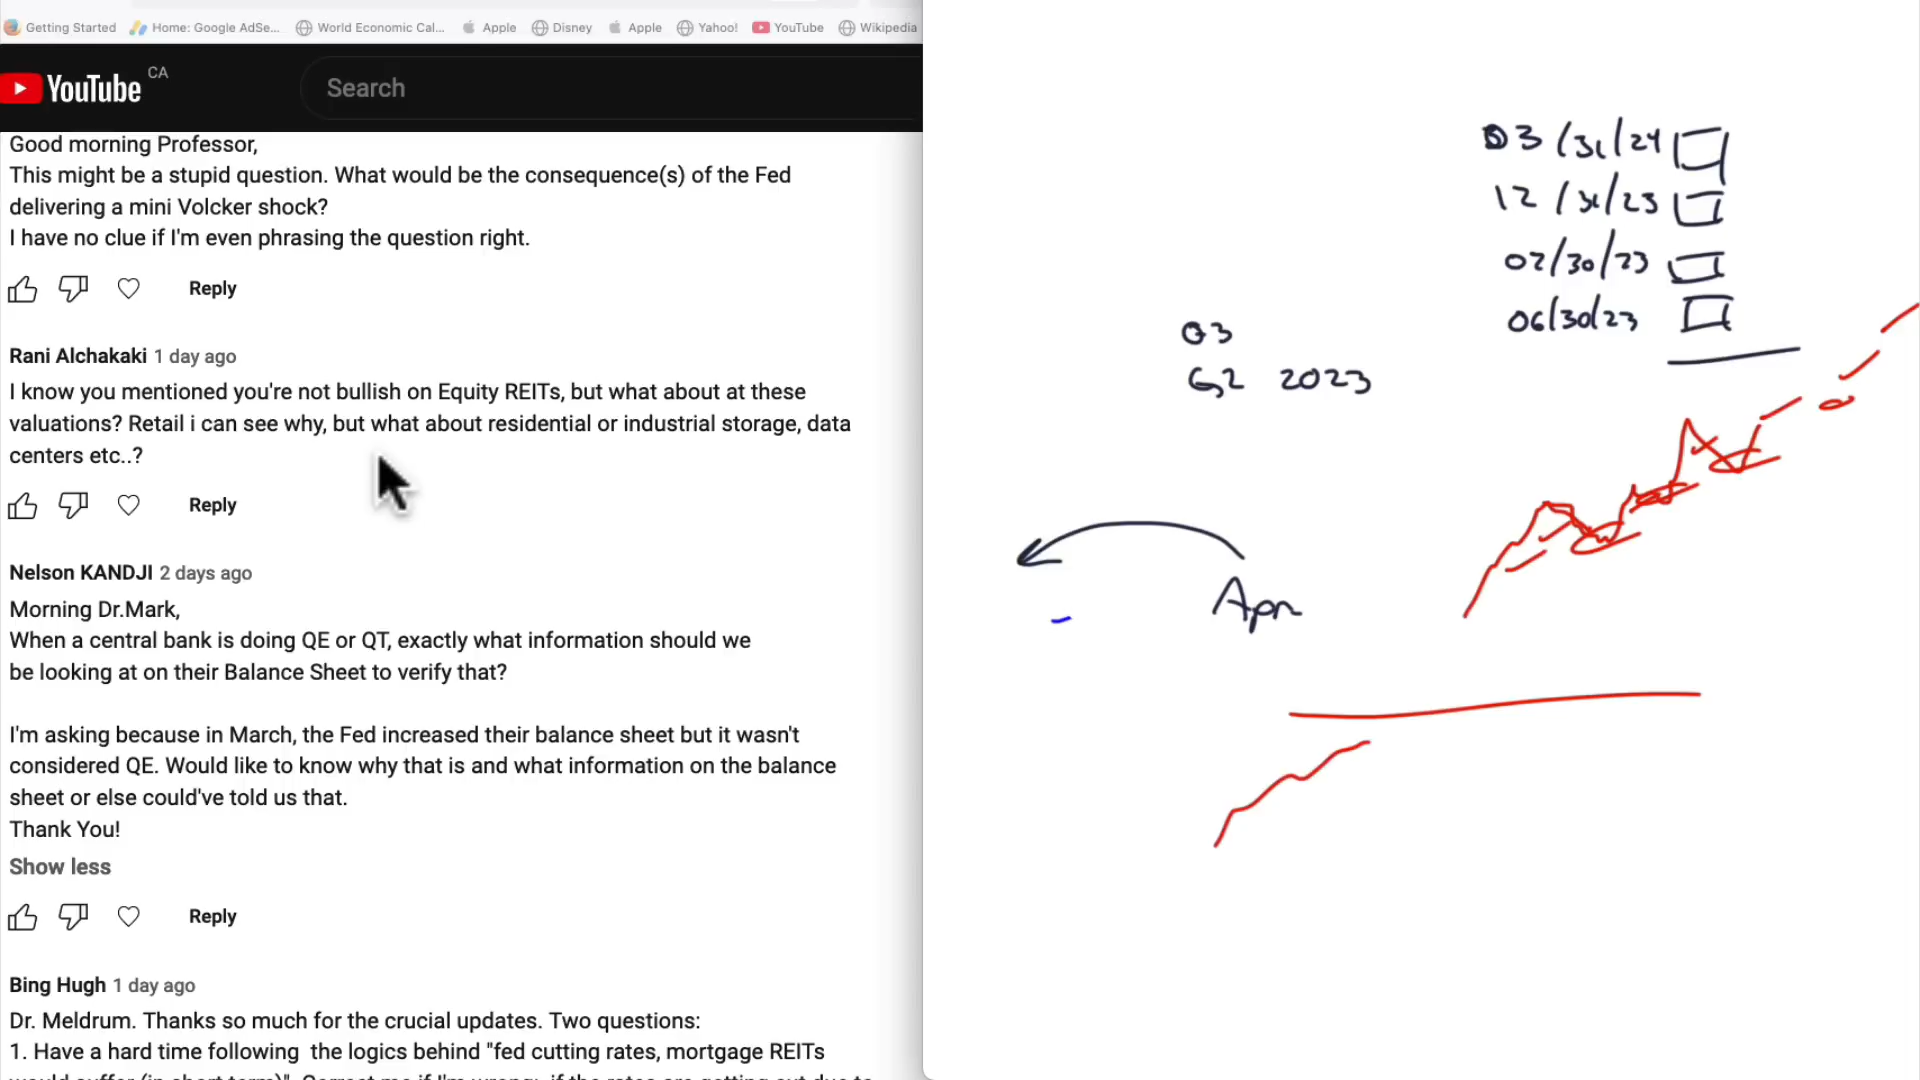 Getting Started
Home: Google AdSe...
World Economic Cal...
Apple
Disney
Apple
Yahoo!
YouTube
Wikipedia
YouTube CA
Search
Good morning Professor,
This might be a stupid question. What would be the consequence(s) of the Fed
delivering a mini Volcker shock?
I have no clue if I'm even phrasing the question right.
Reply
Rani Alchakaki 1 day ago
I know you mentioned you're not bullish on Equity REITs, but what about at these
valuations? Retail i can see why, but what about residential or industrial storage, data
centers etc..?
Reply
Nelson KANDJI 2 days ago
Morning Dr.Mark,
When a central bank is doing QE or QT, exactly what information should we
be looking at on their Balance Sheet to verify that?
I'm asking because in March, the Fed increased their balance sheet but it wasn't
considered QE. Would like to know why that is and what information on the balance
sheet or else could've told us that.
Thank You!
Show less
Reply
Bing Hugh 1 day ago
Dr. Meldrum. Thanks so much for the crucial updates. Two questions:
1. Have a hard time following the logics behind "fed cutting rates, mortgage REITs
03/31/24
12/31/23
06/30/23
Q3
Q2 2023
Apr